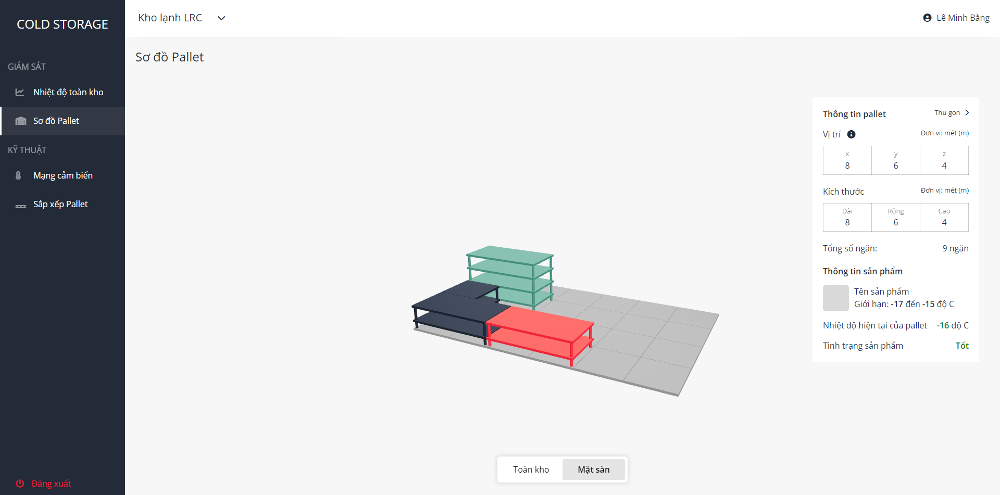 COLD STORAGE
GIÁM SÁT
Nhiệt độ toàn kho
Sơ đồ Pallet
KỸ THUẬT
Mạng cảm biến
Sắp xếp Pallet
Đăng xuất
Kho lạnh LRC
Lê Minh Bằng
Sơ đồ Pallet
Thông tin pallet Thu gọn
Vị trí Đơn vị: mét (m)
x y z
8 6 4
Kích thước Đơn vị: mét (m)
Dài Rộng Cao
8 6 4
Tổng số ngăn: 9 ngăn
Thông tin sản phẩm
Tên sản phẩm
Giới hạn: -17 đến -15 độ C
Nhiệt độ hiện tại của pallet -16 độ C
Tình trạng sản phẩm Tốt
Toàn kho Mặt sàn